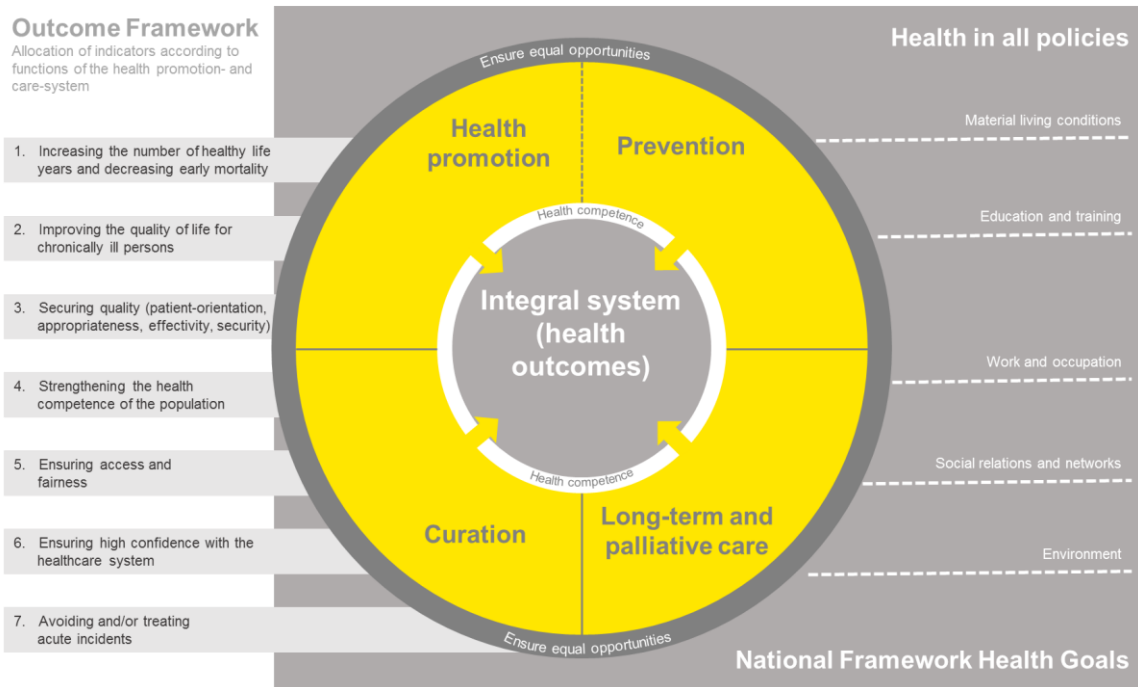 Outcome Framework
Allocation of indicators according to
functions of the health promotion- and
care-system
1. Increasing the number of healthy life
years and decreasing early mortality
2. Improving the quality of life for
chronically ill persons
3. Securing quality (patient-orientation,
appropriateness, effectivity, security)
4. Strengthening the health
competence of the population
5. Ensuring access and
fairness
6. Ensuring high confidence with the
healthcare system
7. Avoiding and/or treating
acute incidents
Ensure equal opportunities
Health
promotion
Prevention
Health competence
Integral system
(health
outcomes)
Health competence
Curation
Long-term and
palliative care
Ensure equal opportunities
Health in all policies
Material living conditions
Education and training
Work and occupation
Social relations and networks
Environment
National Framework Health Goals